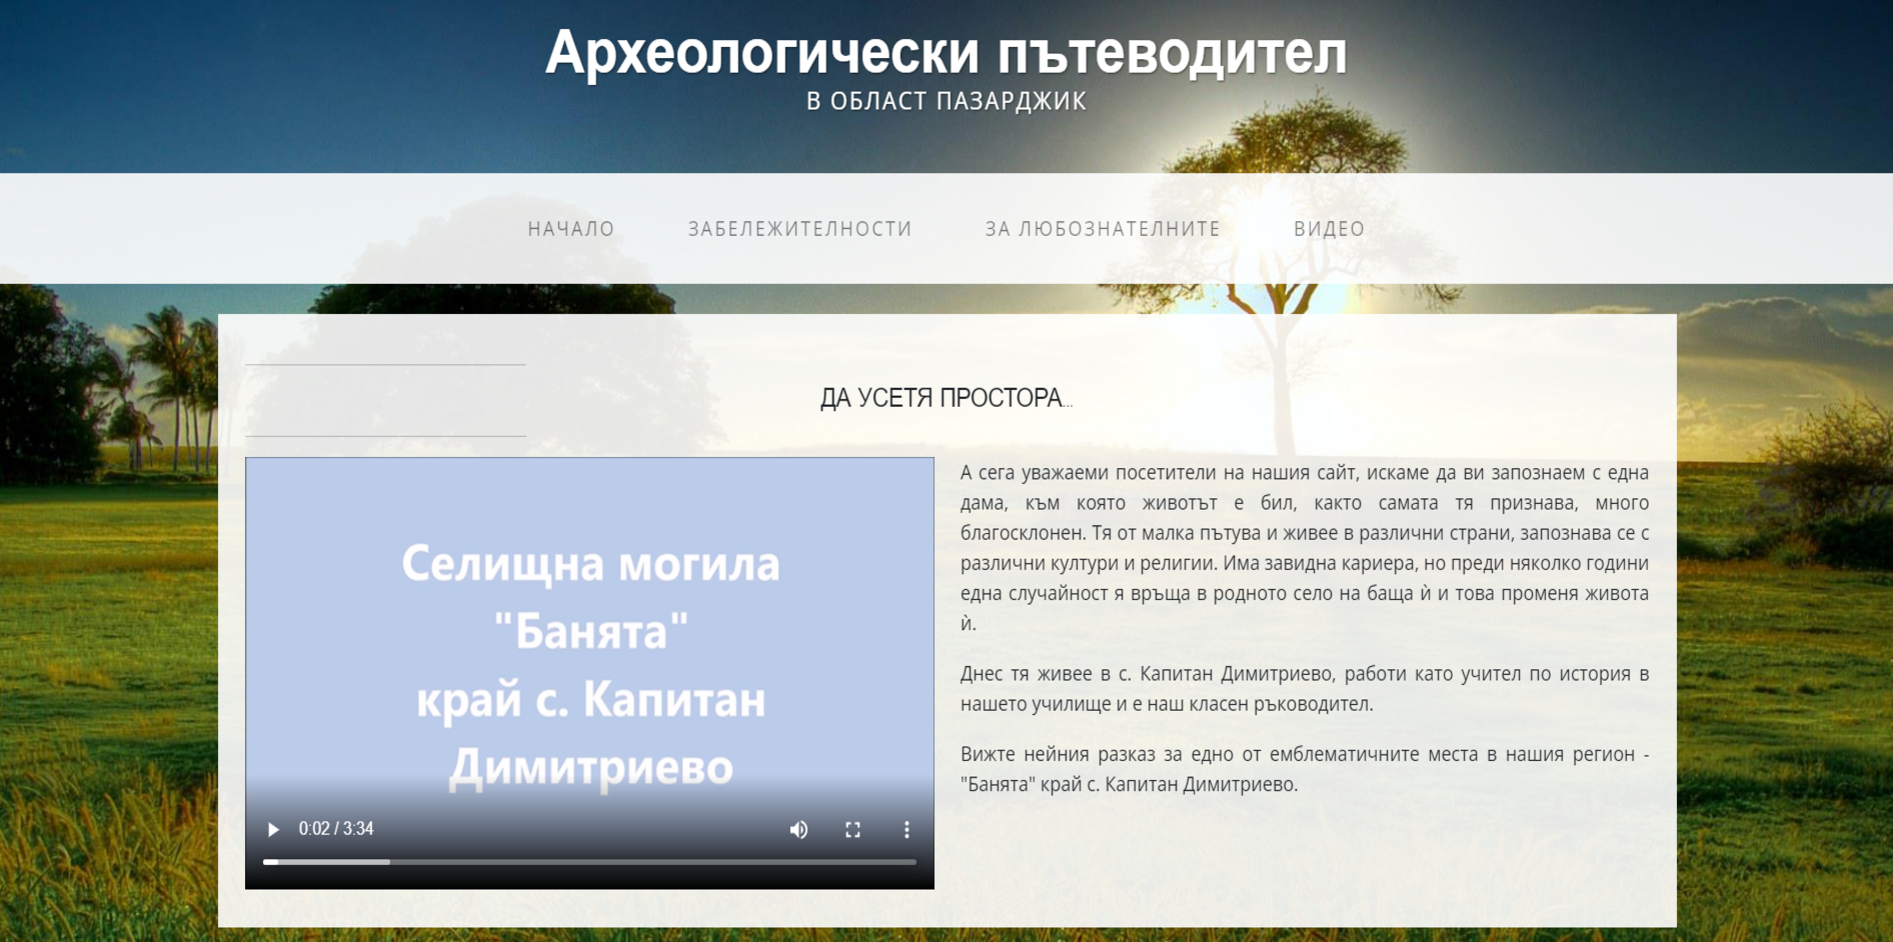 Археологически пътеводител
В ОБЛАСТ ПАЗАРДЖИК
НАЧАЛО ЗАБЕЛЕЖИТЕЛНОСТИ ЗА ЛЮБОЗНАТЕЛНИТЕ ВИДЕО
ДА УСЕТЯ ПРОСТОРА...
Селищна могила
"Банята"
край с. Капитан
Димитриево
0:02 / 3:34
А сега уважаеми посетители на нашия сайт, искаме да ви запознаем с една
дама, към която животът е бил, както самата тя признава, много
благосклонен. Тя от малка пътува и живее в различни страни, запознава се с
различни култури и религии. Има завидна кариера, но преди няколко години
една случайност я връща в родното село на баща ѝ и това променя живота
ѝ.
Днес тя живее в с. Капитан Димитриево, работи като учител по история в
нашето училище и е наш класен ръководител.
Вижте нейния разказ за едно от емблематичните места в нашия регион -
"Банята" край с. Капитан Димитриево.